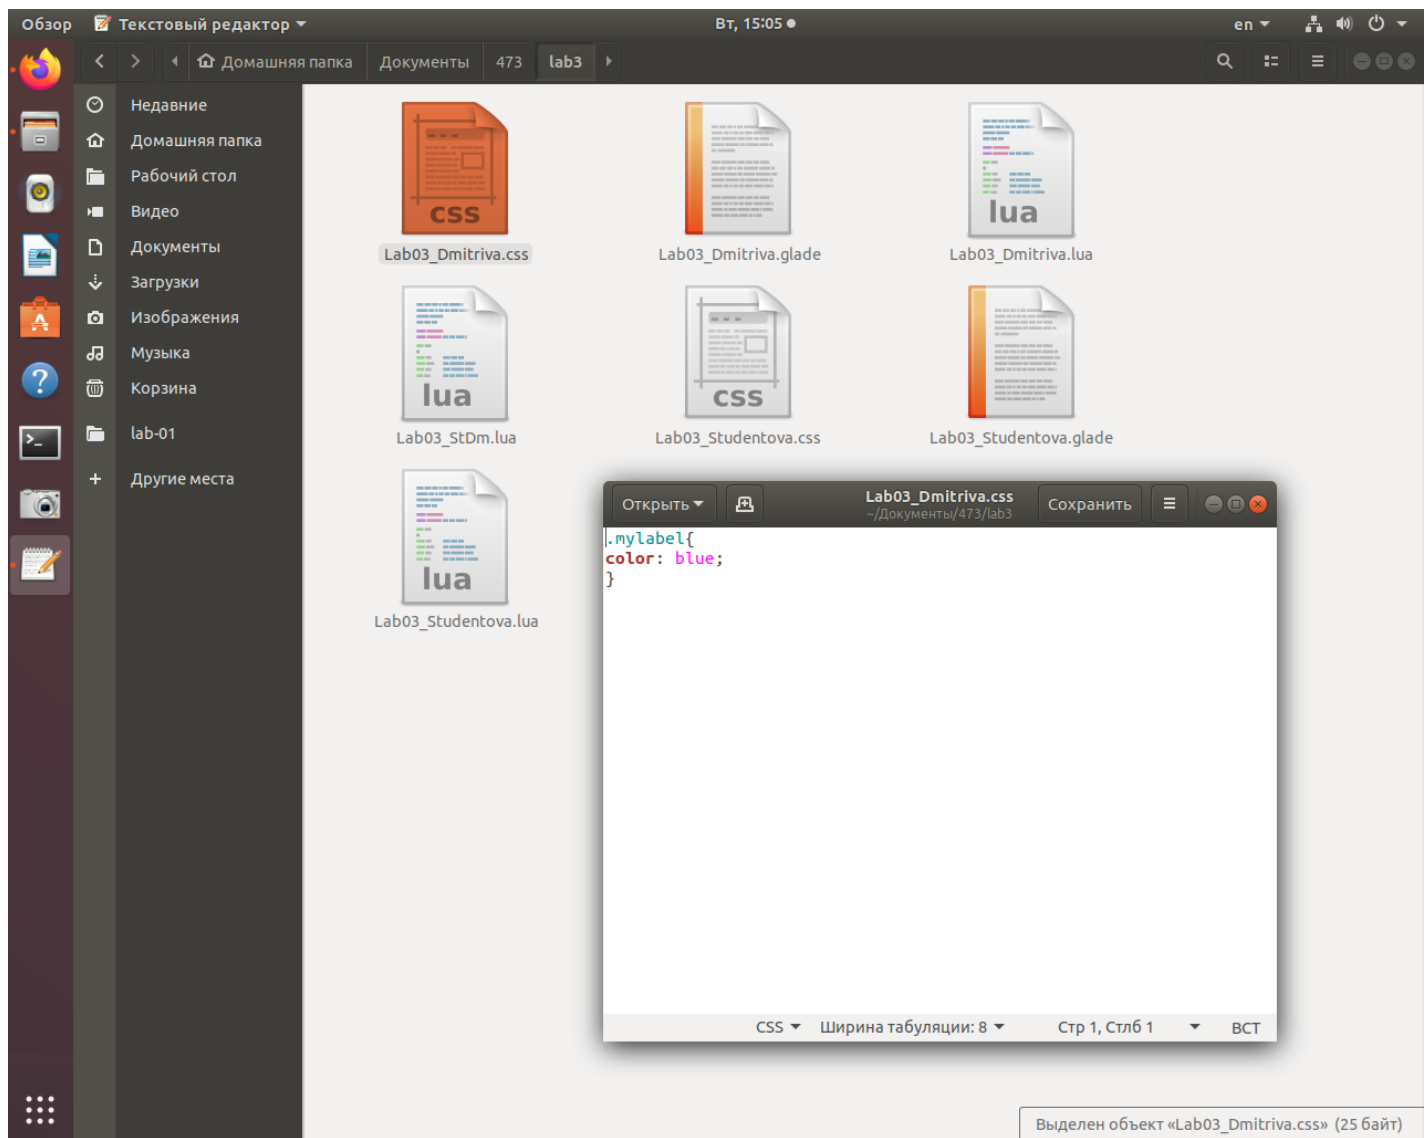 Обзор
Текстовый редактор
Вт, 15:05
en
Домашняя папка
Документы
473
lab3
Недавние
Домашняя папка
Рабочий стол
Видео
Документы
Загрузки
Изображения
Музыка
Корзина
lab-01
Другие места
css
lua
Lab03_Dmitriva.css
Lab03_Dmitriva.glade
Lab03_Dmitriva.lua
lua
css
Lab03_StDm.lua
Lab03_Studentova.css
Lab03_Studentova.glade
lua
Lab03_Studentova.lua
Открыть
Lab03_Dmitriva.css
~/Документы/473/lab3
Сохранить
.mylabel{
color: blue;
}
CSS
Ширина табуляции: 8
Стр 1, Стлб 1
ВСТ
Выделен объект «Lab03_Dmitriva.css» (25 байт)